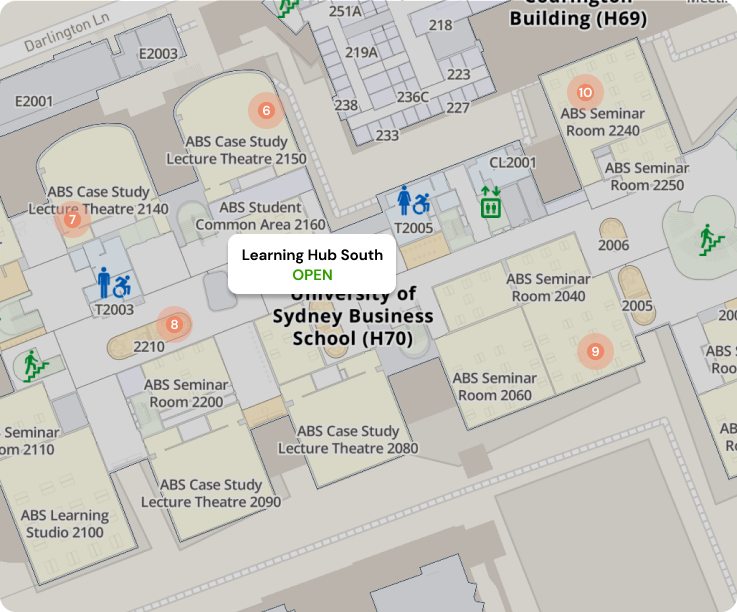 Building (H69)
Darlington Ln
251A
218
E2003
219A
223
E2001
236C
238
227
233
6
10
ABS Case Study
Lecture Theatre 2150
ABS Seminar
Room 2240
CL2001
ABS Seminar
Room 2250
ABS Case Study
Lecture Theatre 2140
7
ABS Student
Common Area 2160
T2005
2006
Learning Hub South
OPEN
University of
Sydney Business
School (H70)
ABS Seminar
Room 2040
T2003
2005
8
2210
9
ABS Seminar
Room 2200
ABS Seminar
Room 2060
ABS Case Study
Lecture Theatre 2080
Seminar
2110
ABS Case Study
Lecture Theatre 2090
ABS Learning
Studio 2100